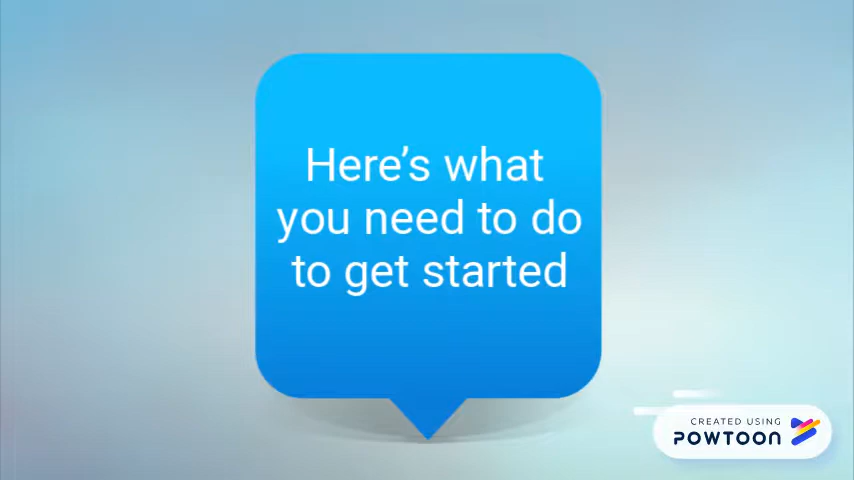 Here’s what
you need to do
to get started
CREATED USING
POWTOON